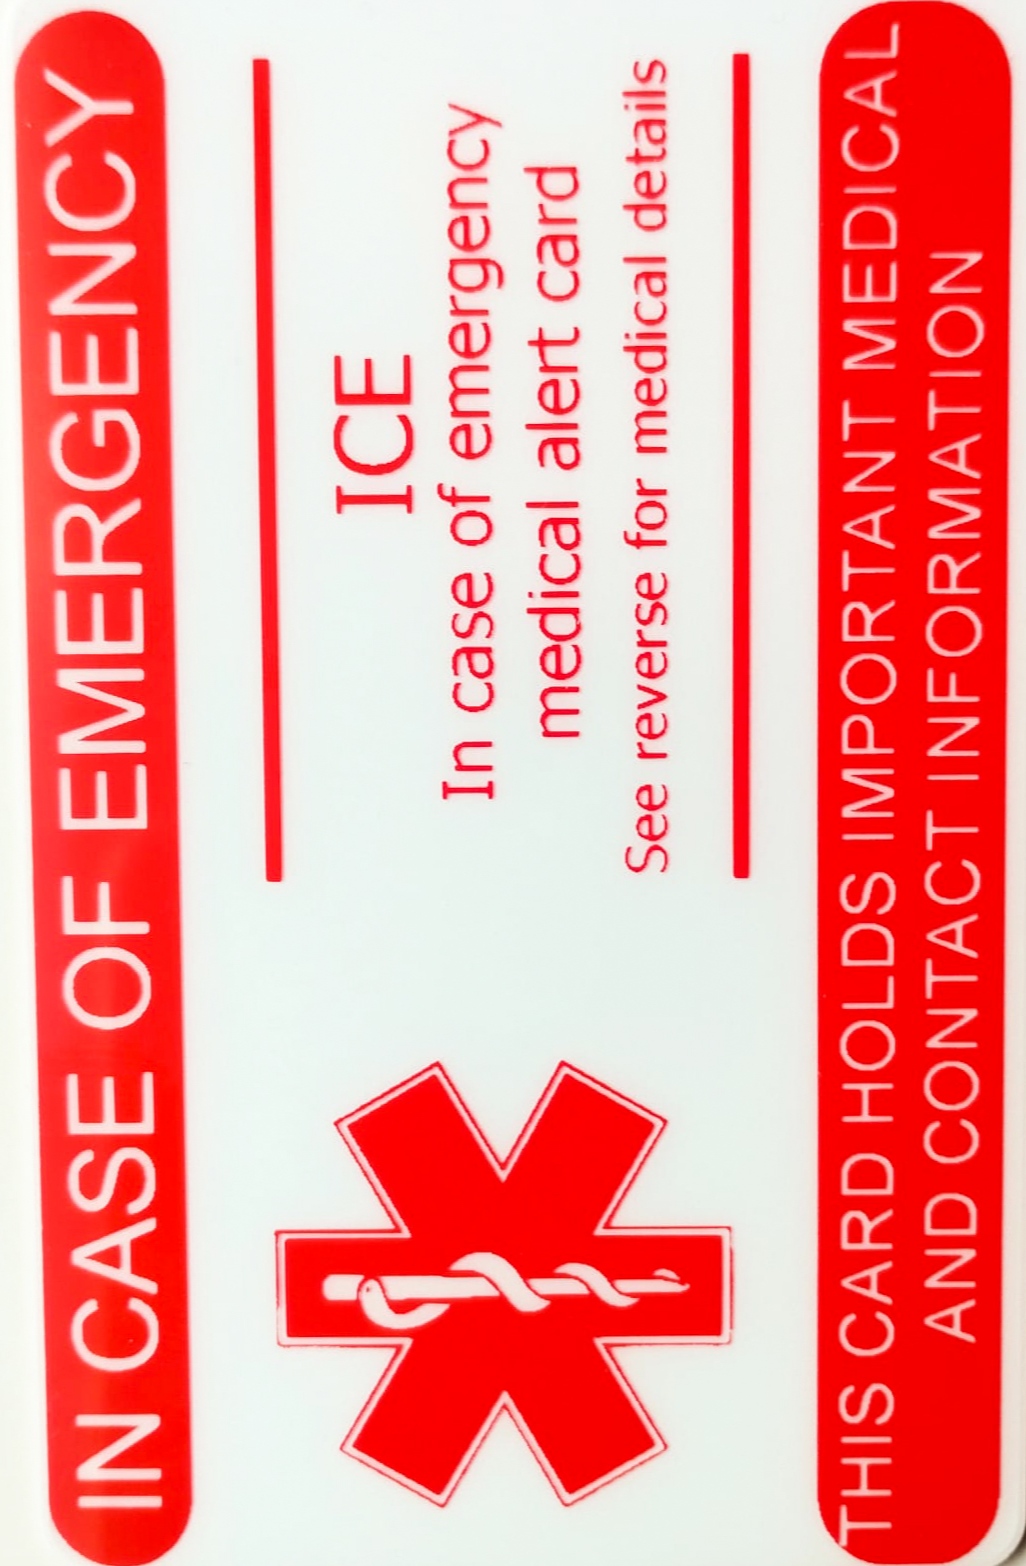 IN CASE OF EMERGENCY
ICE
In case of emergency
medical alert card
See reverse for medical details
THIS CARD HOLDS IMPORTANT MEDICAL
AND CONTACT INFORMATION